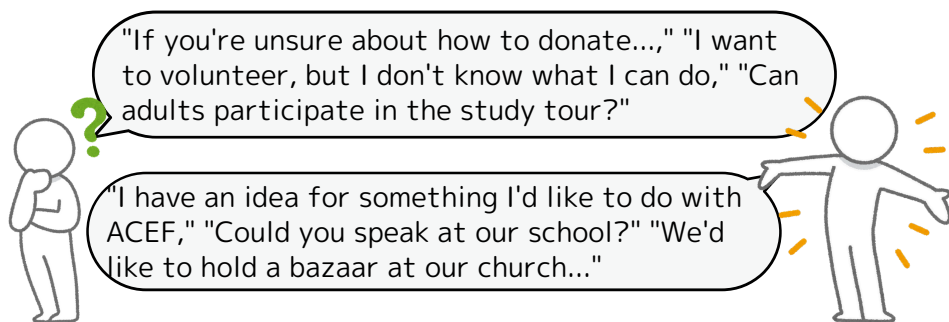 "If you're unsure about how to donate...," "I want
to volunteer, but I don't know what I can do," "Can
adults participate in the study tour?"
?
"I have an idea for something I'd like to do with
ACEF," "Could you speak at our school?" "We'd
like to hold a bazaar at our church..."